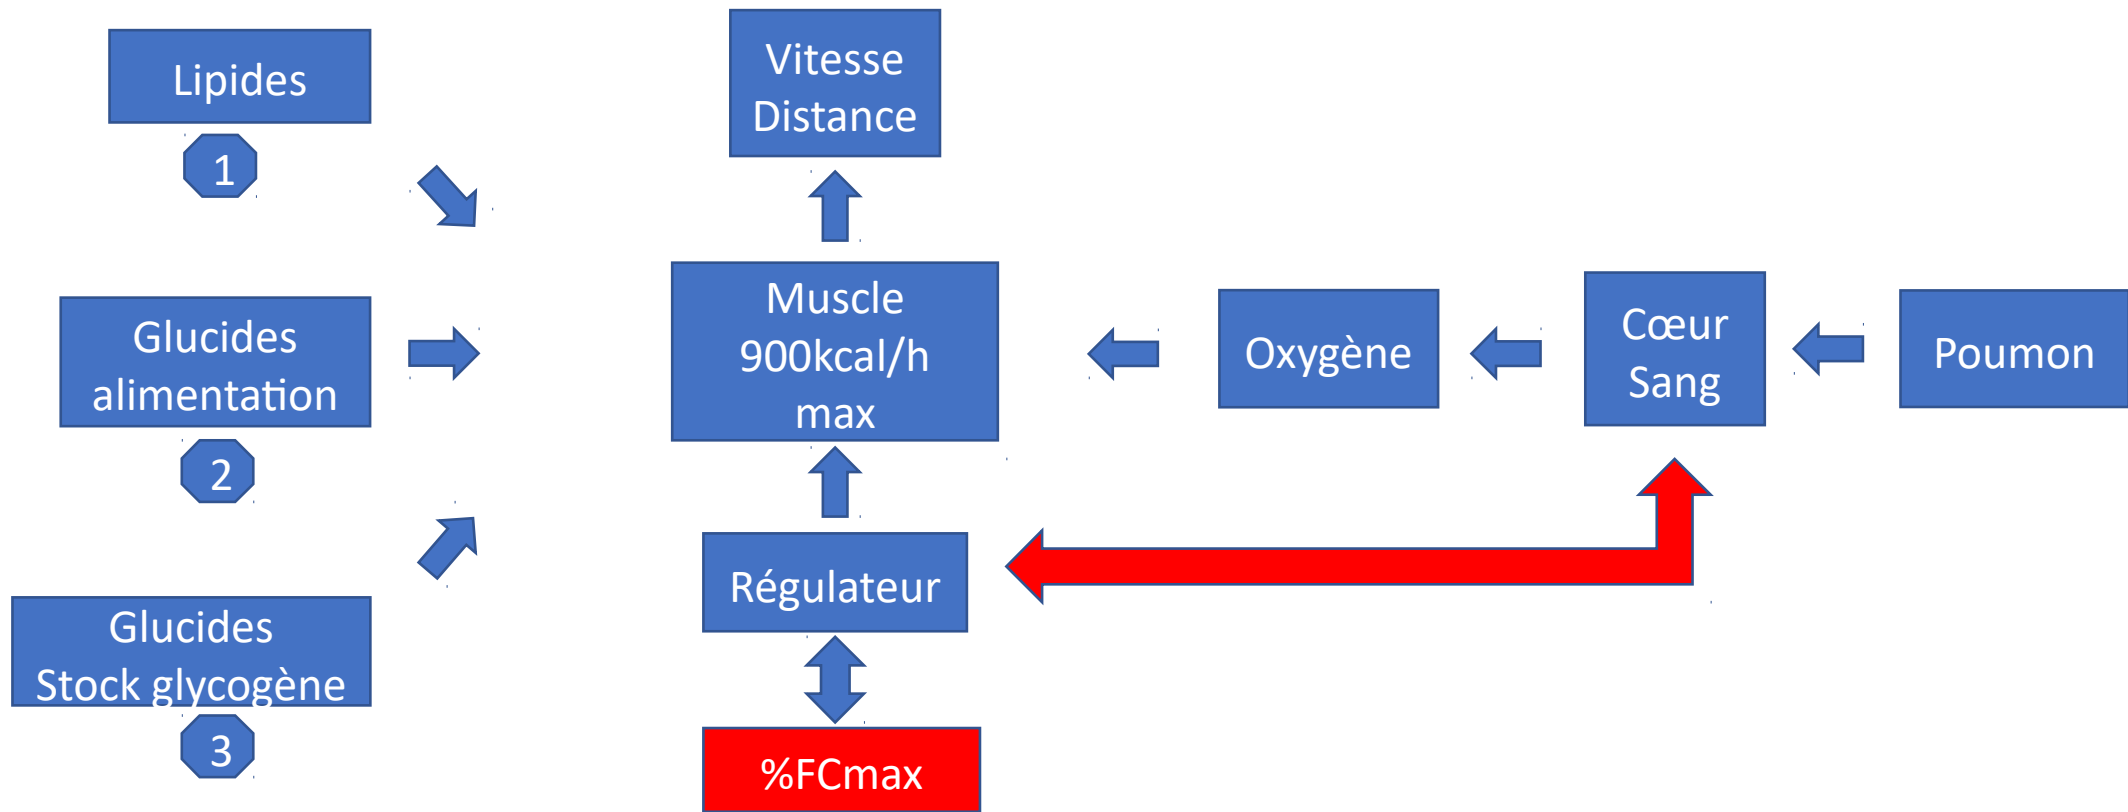 Lipides
1
Glucides
alimentation
2
Glucides
Stock glycogène
3
Vitesse
Distance
Muscle
900kcal/h
max
Régulateur
%FCmax
Oxygène
Cœur
Sang
Poumon